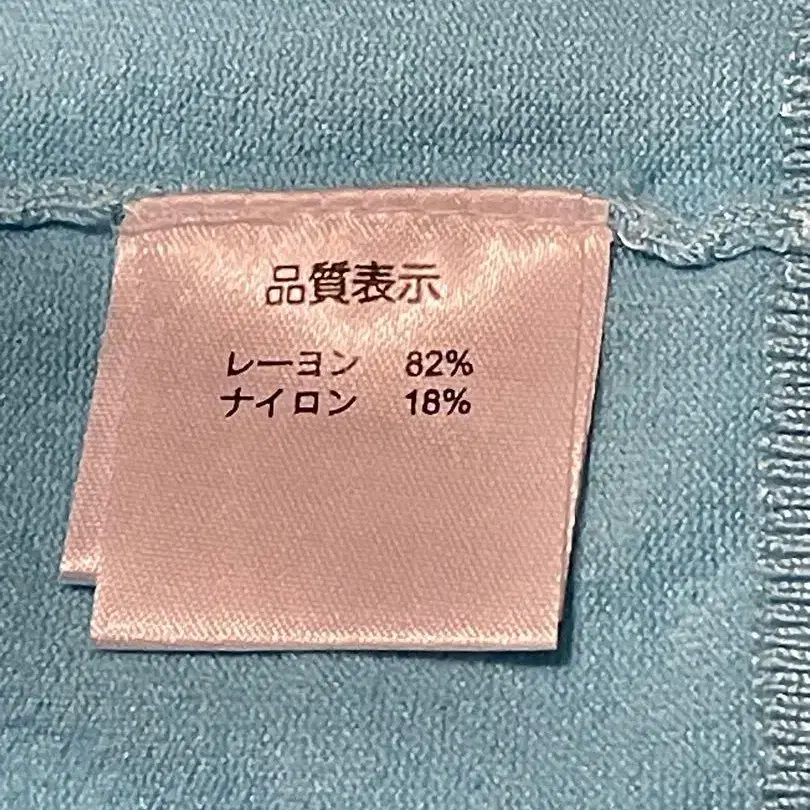 品質表示
レーヨン 82%
ナイロン 18%